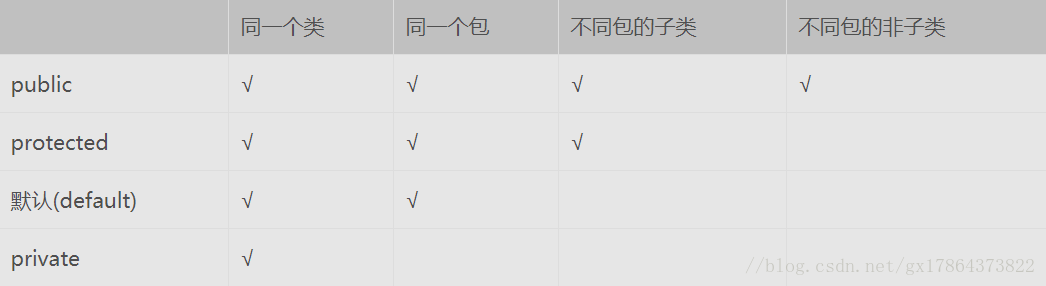 同一个类 同一个包 不同包的子类 不同包的非子类
public √ √ √ √
protected √ √ √
默认(default) √ √
private √
//blog.csdn.net/gx17864373822